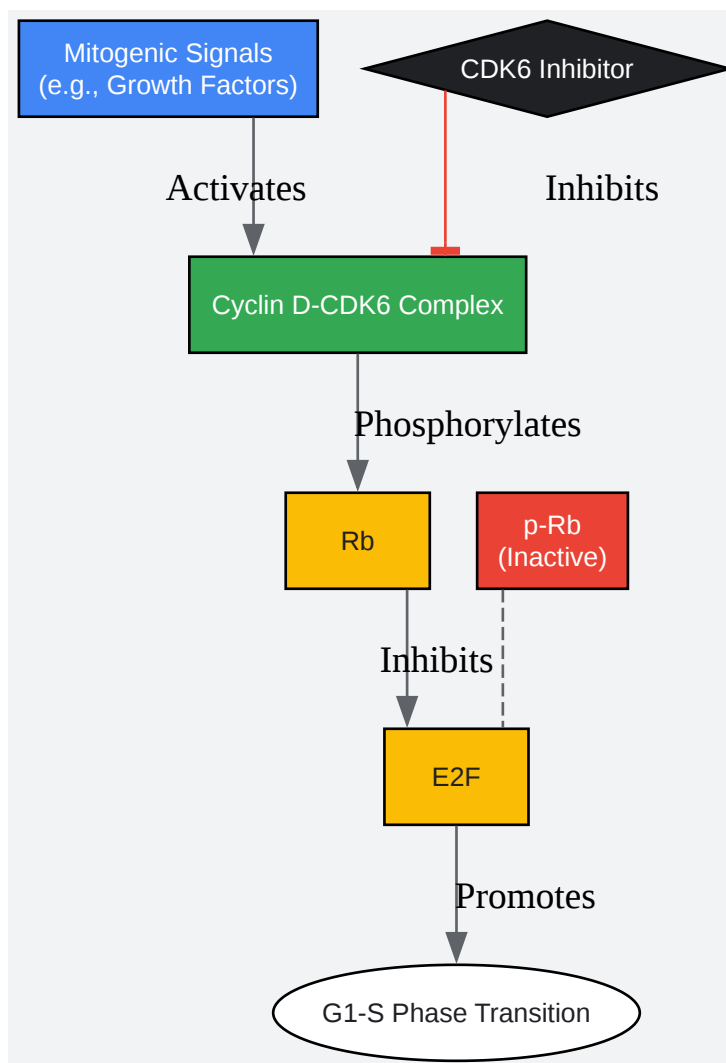 Mitogenic Signals
(e.g., Growth Factors)
CDK6 Inhibitor
Activates
Inhibits
Cyclin D-CDK6 Complex
Phosphorylates
Rb
p-Rb
(Inactive)
Inhibits
E2F
Promotes
G1-S Phase Transition